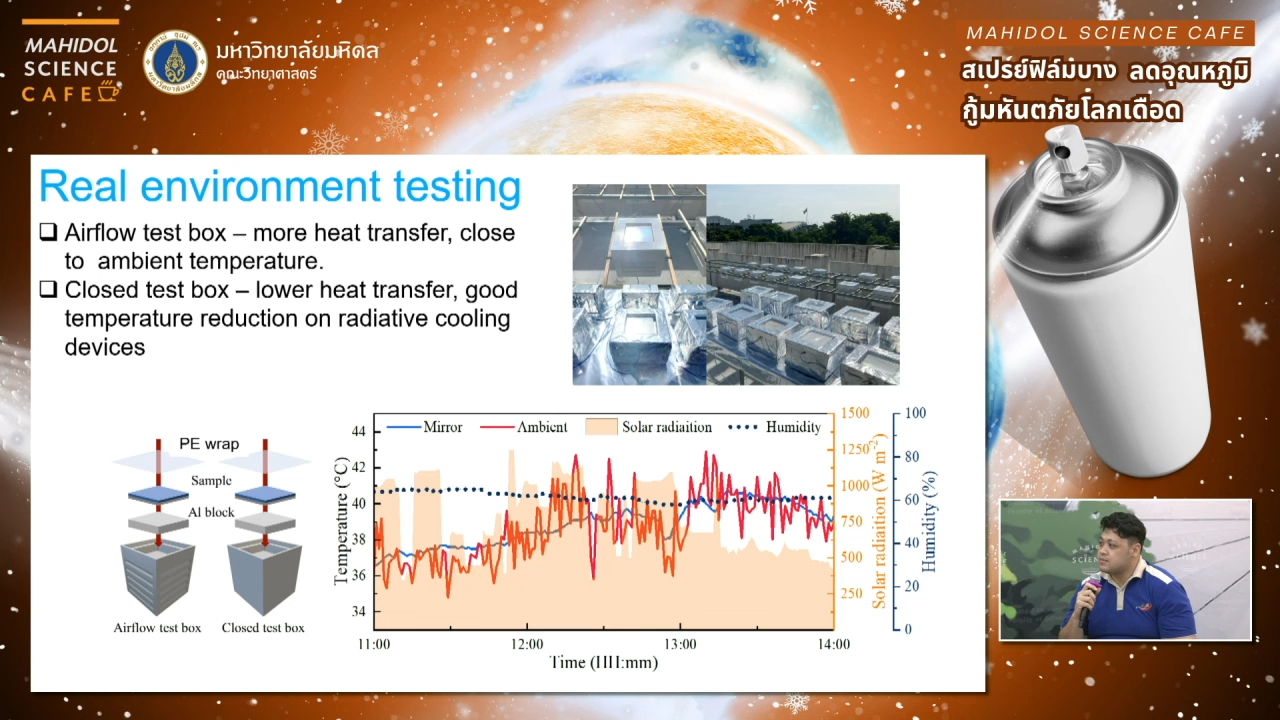 MAHIDOL
SCIENCE
CAFE
มหาวิทยาลัยมหิดล
คณะวิทยาศาสตร์
MAHIDOL SCIENCE CAFE
สเปรย์ฟิล์มบาง ลดอุณหภูมิ
กู้มหันตภัยโลกเดือด
Real environment testing
❑ Airflow test box – more heat transfer, close
to ambient temperature.
❑ Closed test box – lower heat transfer, good
temperature reduction on radiative cooling
devices
PE wrap
Sample
Al block
Airflow test box
Closed test box
Mirror
Ambient
Solar radiaition
Humidity
Temperature (°C)
44
42
40
38
36
34
11:00
12:00
13:00
14:00
Time (HH:mm)
1500
1250
1000
750
500
250
Solar radiaition (W m-2)
100
80
60
40
20
0
Humidity (%)
SCIENCE